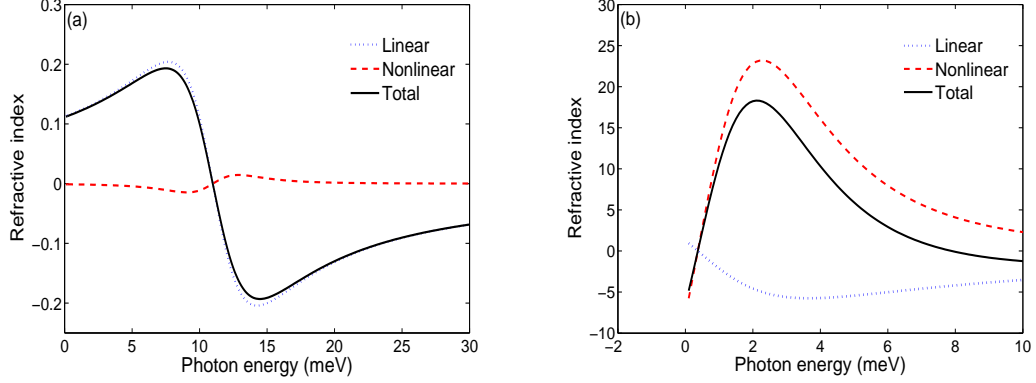 (a)
Linear
Nonlinear
Total
Refractive index
0.3
0.2
0.1
0
−0.1
−0.2
0
5
10
15
20
25
30
Photon energy (meV)
(b)
Linear
Nonlinear
Total
Refractive index
30
25
20
15
10
5
0
−5
−10
−2
0
2
4
6
8
10
Photon energy (meV)